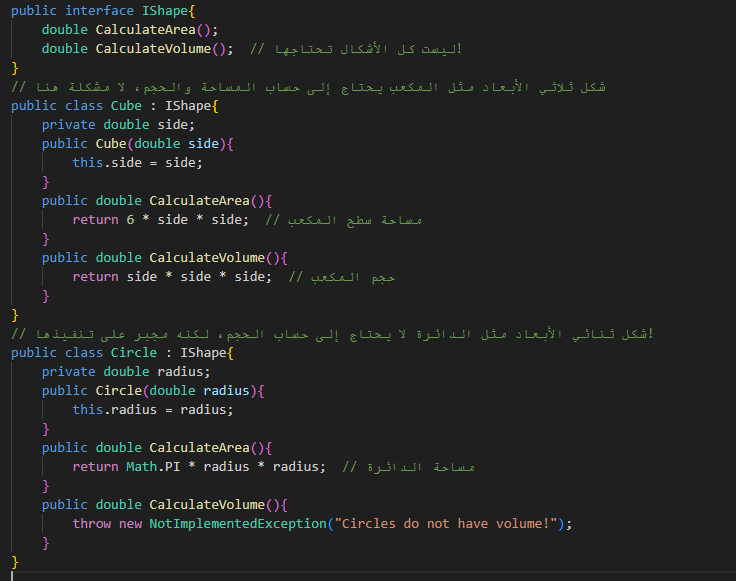 public interface IShape{
    double CalculateArea();
    double CalculateVolume();  // ليست كل الأشكال تحتاجها!
}
// شكل ثلاثي الأبعاد مثل المكعب يحتاج إلى حساب المساحة والحجم، لا مشكلة هنا
public class Cube : IShape{
    private double side;
    public Cube(double side){
        this.side = side;
    }
    public double CalculateArea(){
        return 6 * side * side;  // مساحة سطح المكعب
    }
    public double CalculateVolume(){
        return side * side * side;  // حجم المكعب
    }
}
// شكل ثنائي الأبعاد مثل الدائرة لا يحتاج إلى حساب الحجم، لكنه مجبر على تنفيذها!
public class Circle : IShape{
    private double radius;
    public Circle(double radius){
        this.radius = radius;
    }
    public double CalculateArea(){
        return Math.PI * radius * radius;  // مساحة الدائرة
    }
    public double CalculateVolume(){
        throw new NotImplementedException("Circles do not have volume!");
    }
}